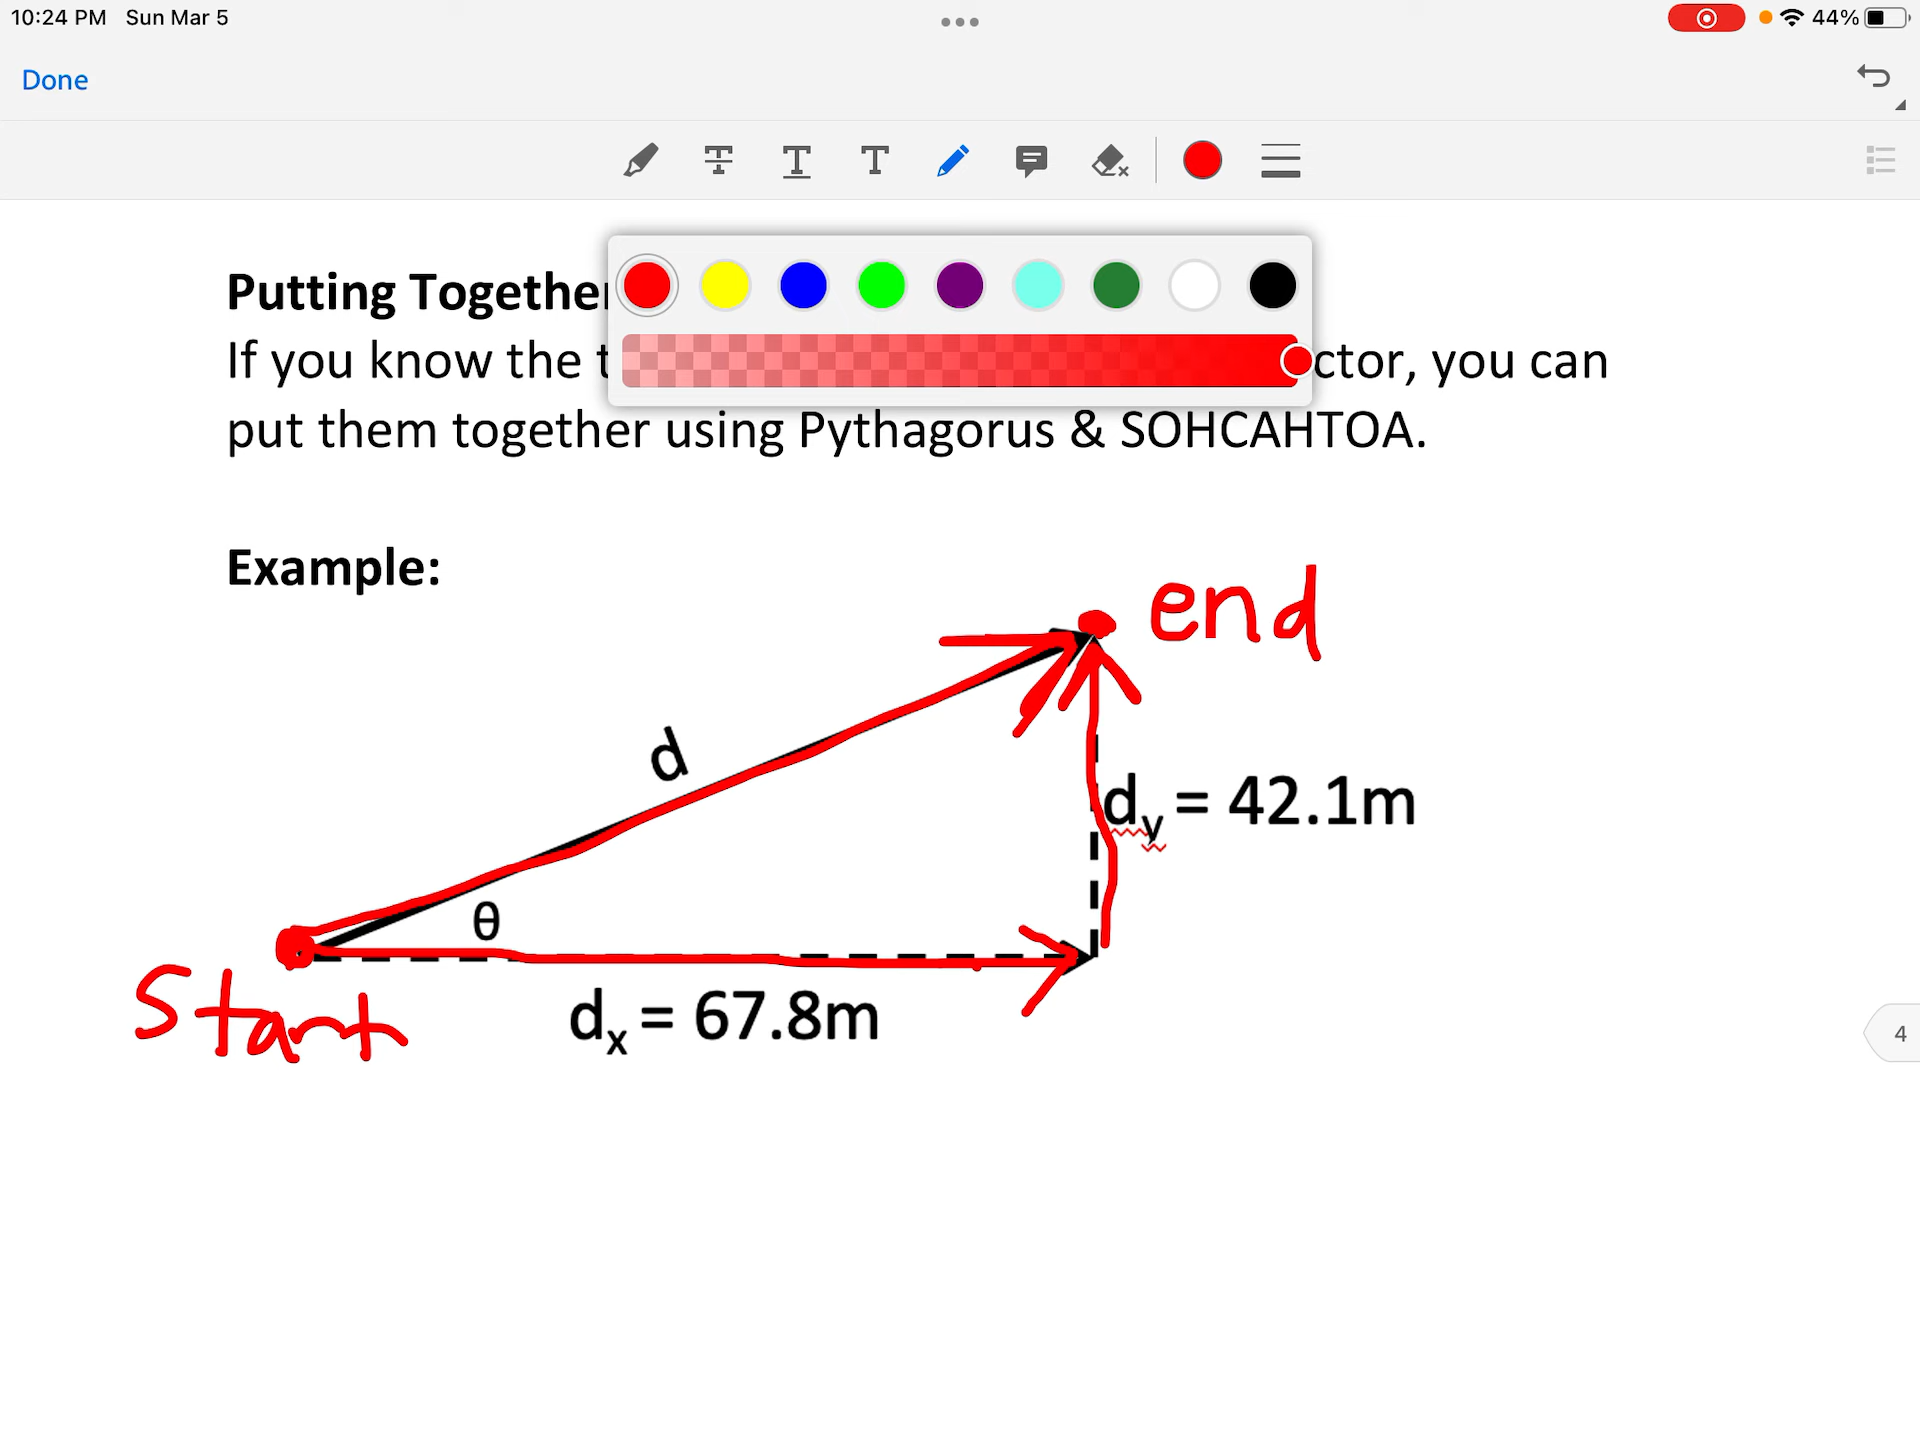 10:24 PM Sun Mar 5
44%
Done
Putting Together
If you know the t ctor, you can
put them together using Pythagorus & SOHCAHTOA.
Example:
end
d
dy = 42.1m
θ
Start
dx = 67.8m
4